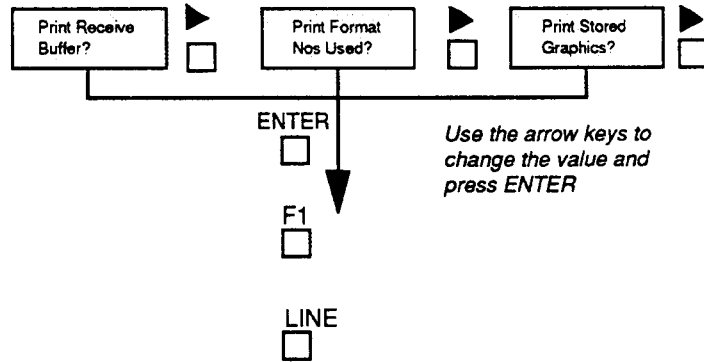 Print Receive
Buffer?
Print Format
Nos Used?
Print Stored
Graphics?
ENTER
Use the arrow keys to
change the value and
press ENTER
F1
LINE